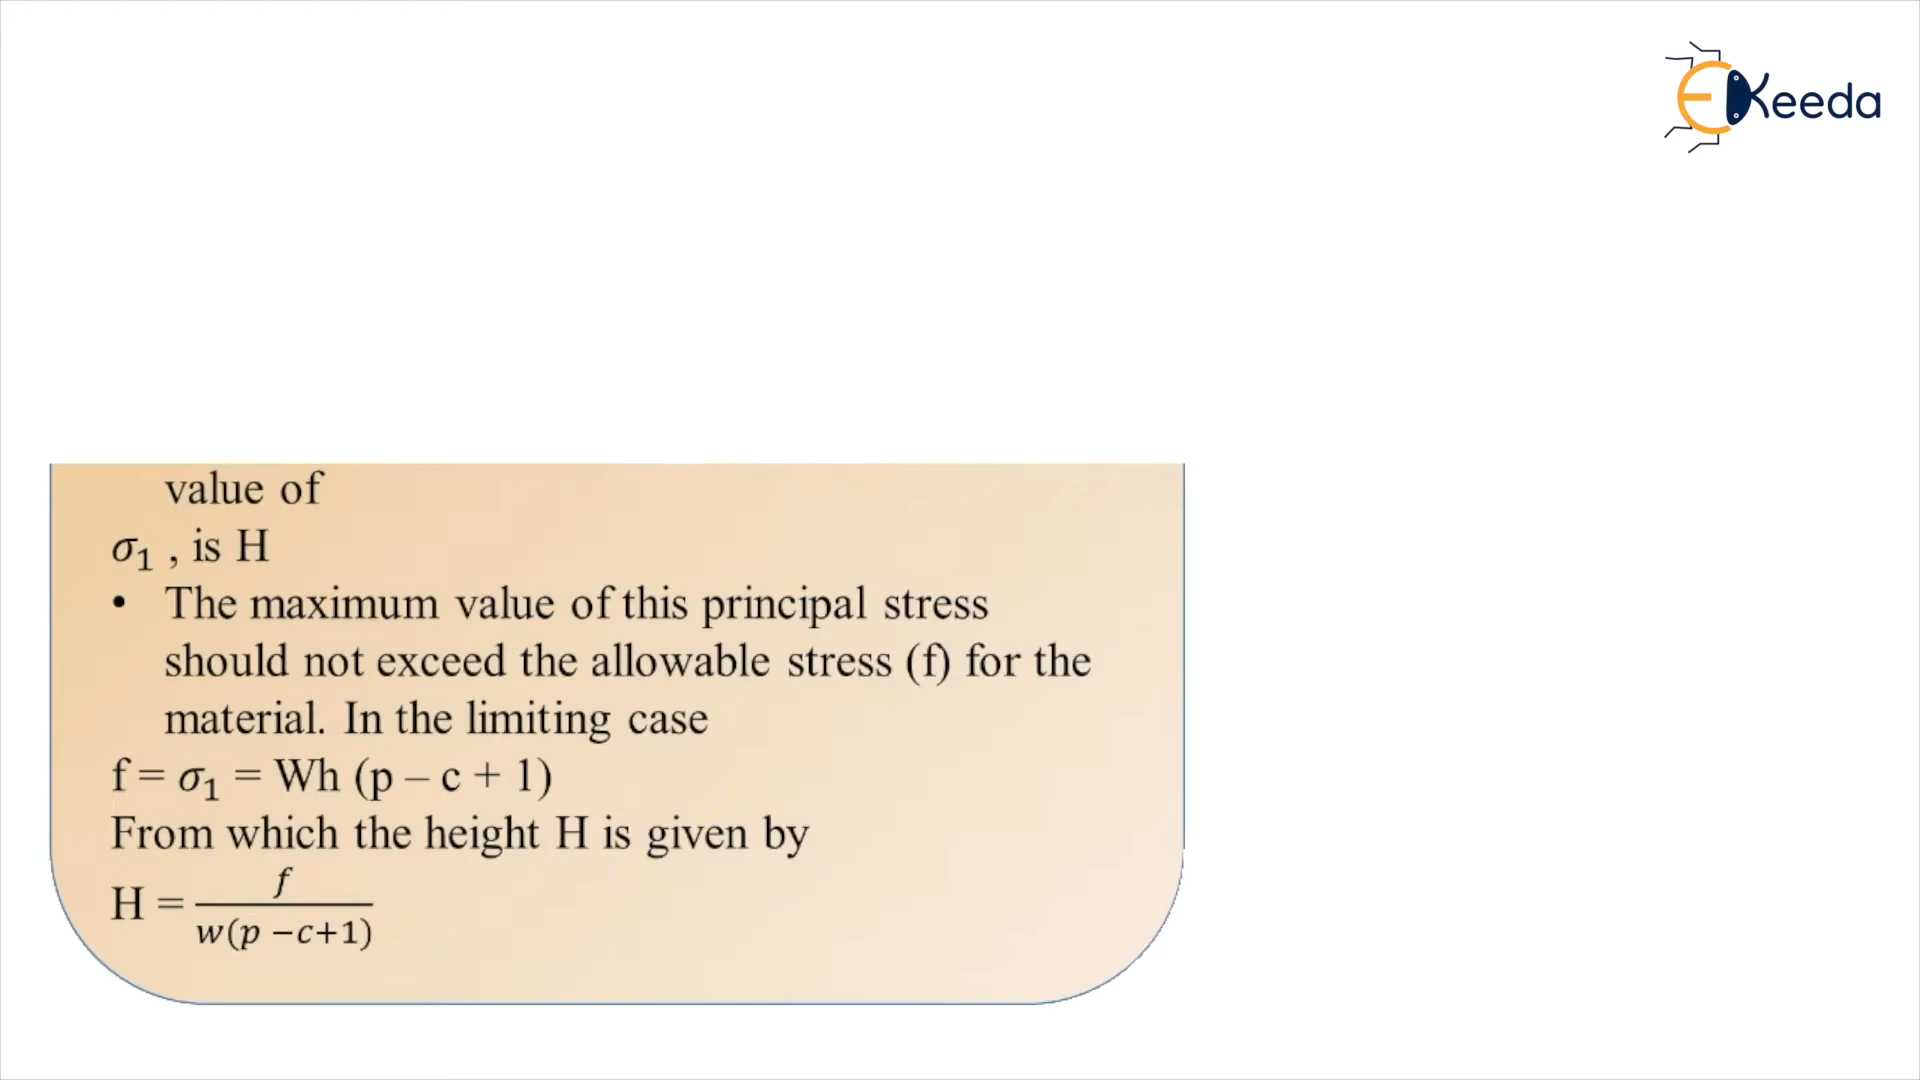 EKeeda
value of
σ₁ , is H
• The maximum value of this principal stress
should not exceed the allowable stress (f) for the
material. In the limiting case
f = σ₁ = Wh (p – c + 1)
From which the height H is given by
H = f / w(p −c+1)